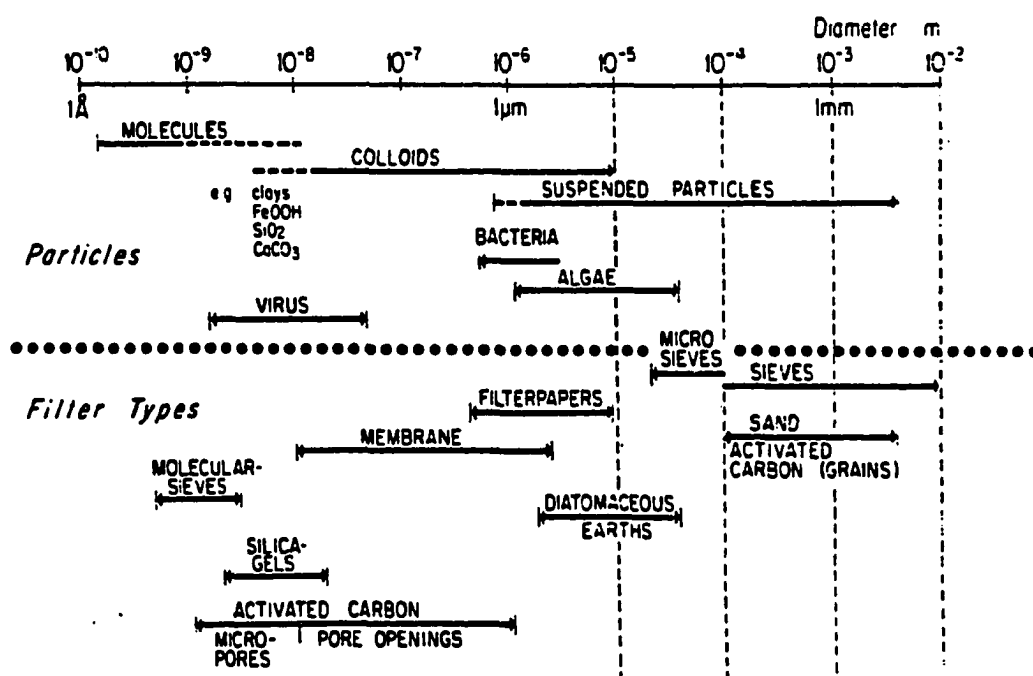 Diameter m
10⁻¹⁰ 10⁻⁹ 10⁻⁸ 10⁻⁷ 10⁻⁶ 10⁻⁵ 10⁻⁴ 10⁻³ 10⁻²
1Å 1µm 1mm
MOLECULES
COLLOIDS
e g clays
FeOOH
SiO₂
CaCO₃
SUSPENDED PARTICLES
BACTERIA
Particles
ALGAE
VIRUS
MICRO
SIEVES
SIEVES
Filter Types
FILTERPAPERS
SAND
MEMBRANE
ACTIVATED
CARBON (GRAINS)
MOLECULAR-
SIEVES
DIATOMACEOUS
EARTHS
SILICA-
GELS
ACTIVATED CARBON
MICRO-
PORES
PORE OPENINGS